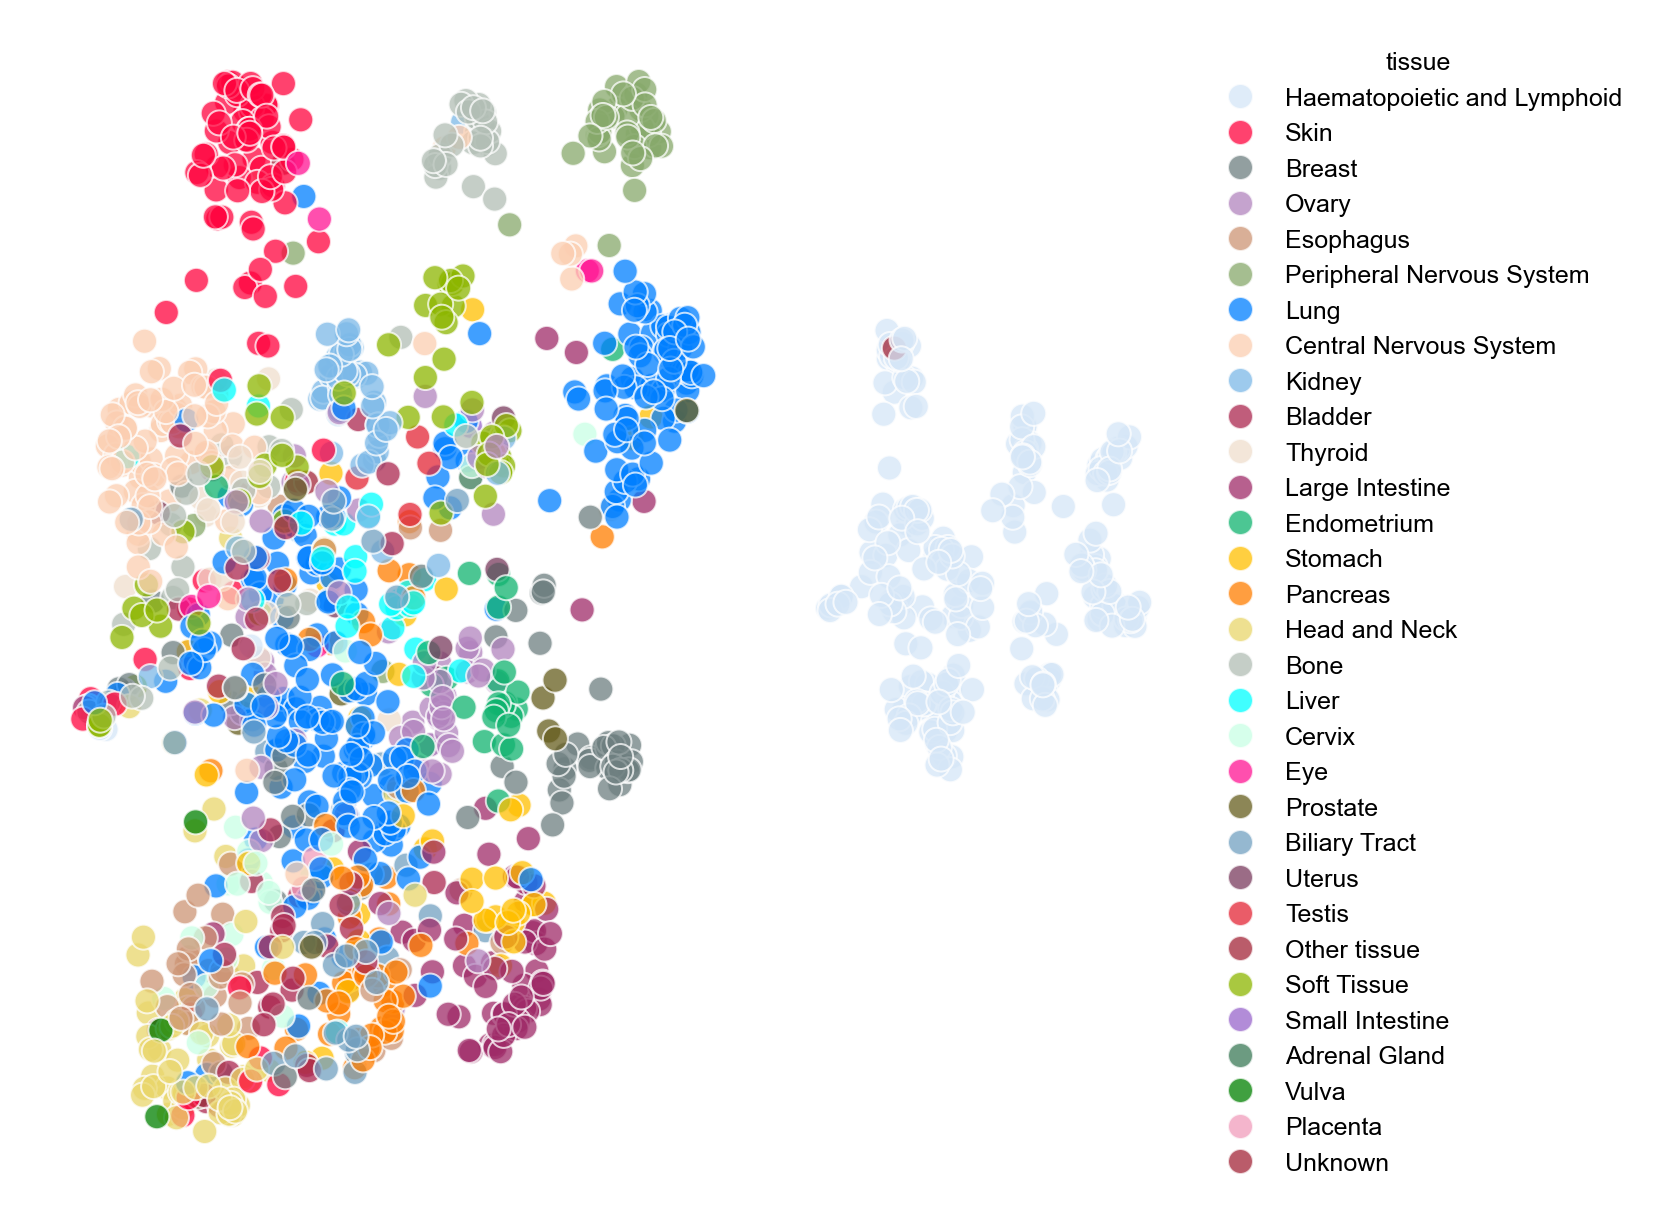 tissue
Haematopoietic and Lymphoid
Skin
Breast
Ovary
Esophagus
Peripheral Nervous System
Lung
Central Nervous System
Kidney
Bladder
Thyroid
Large Intestine
Endometrium
Stomach
Pancreas
Head and Neck
Bone
Liver
Cervix
Eye
Prostate
Biliary Tract
Uterus
Testis
Other tissue
Soft Tissue
Small Intestine
Adrenal Gland
Vulva
Placenta
Unknown